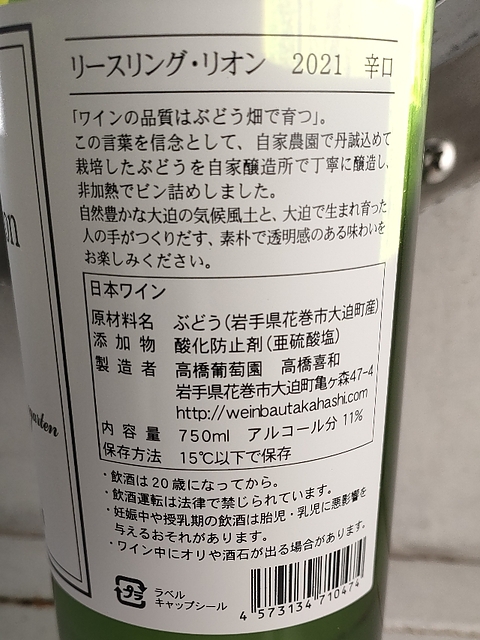 リースリング・リオン 2021 辛口
「ワインの品質はぶどう畑で育つ」。
この言葉を信念として、自家農園で丹誠込めて
栽培したぶどうを自家醸造所で丁寧に醸造し、
非加熱でビン詰めしました。
自然豊かな大迫の気候風土と、大迫で生まれ育った
人の手がつくりだす、素朴で透明感のある味わいを
お楽しみください。
日本ワイン
原材料名 ぶどう(岩手県花巻市大迫町産)
添加物 酸化防止剤(亜硫酸塩)
製造者 高橋葡萄園 高橋喜和
岩手県花巻市大迫町亀ヶ森47-4
http://weinbautakahashi.com
内容量 750ml アルコール分 11%
保存方法 15℃以下で保存
・飲酒は20歳になってから。
・飲酒運転は法律で禁じられています。
・妊娠中や授乳期の飲酒は胎児・乳児に悪影響を
与えるおそれがあります。
・ワイン中にオリや酒石が出る場合があります。
ラベル
キャップシール
4 573134 710474